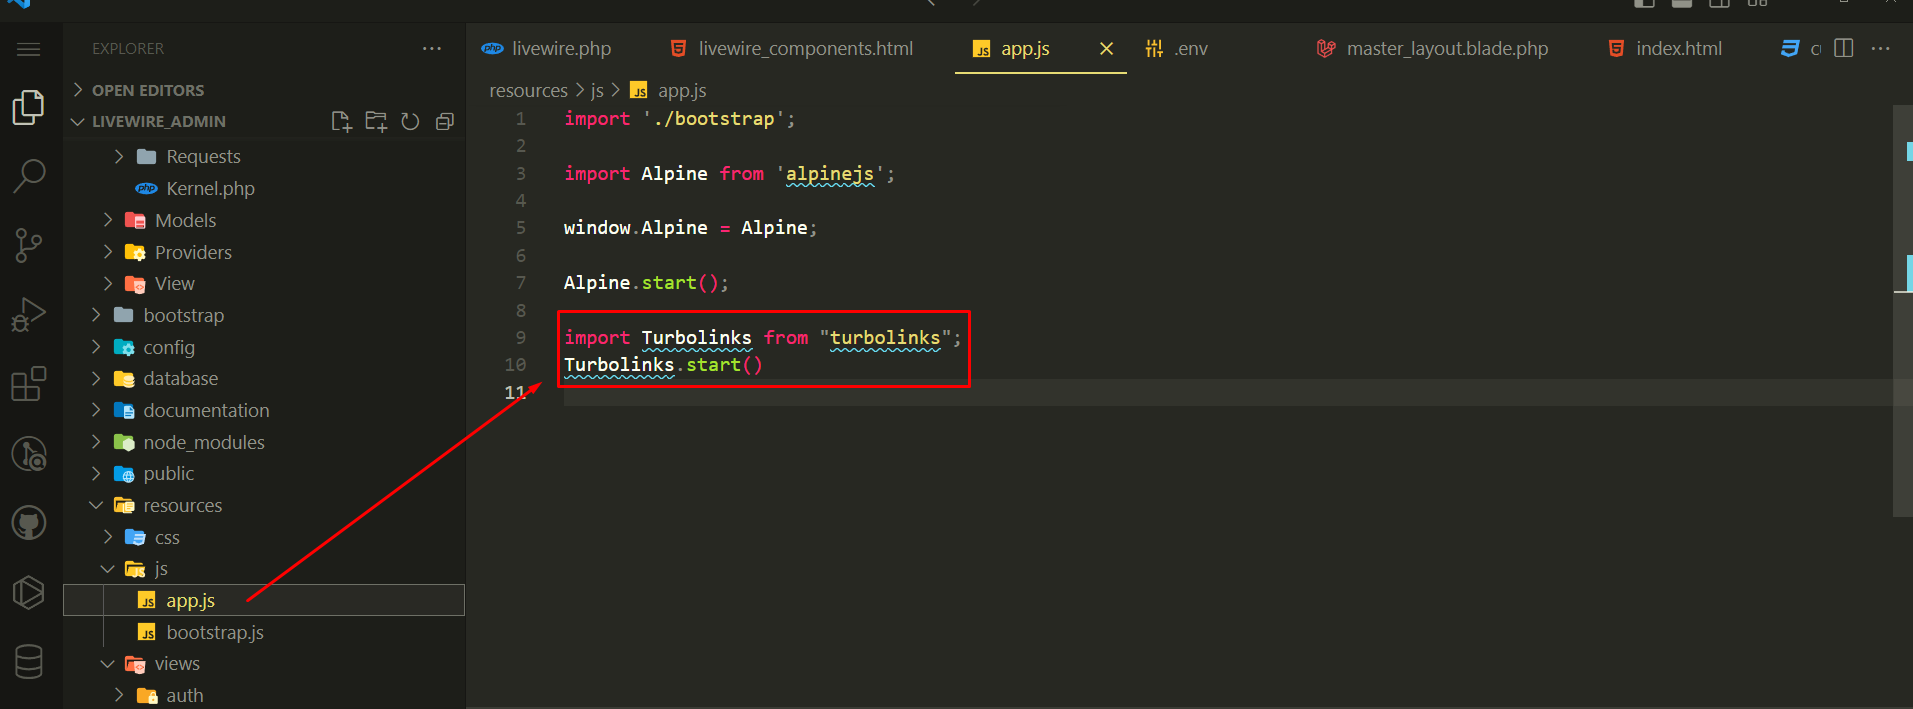 EXPLORER
OPEN EDITORS
LIVEWIRE_ADMIN
Requests
Kernel.php
Models
Providers
View
bootstrap
config
database
documentation
node_modules
public
resources
css
js
app.js
bootstrap.js
views
auth
livewire.php livewire_components.html app.js .env master_layout.blade.php index.html
resources > js > app.js
1 import './bootstrap';
2
3 import Alpine from 'alpinejs';
4
5 window.Alpine = Alpine;
6
7 Alpine.start();
8
9 import Turbolinks from "turbolinks";
10 Turbolinks.start()
11